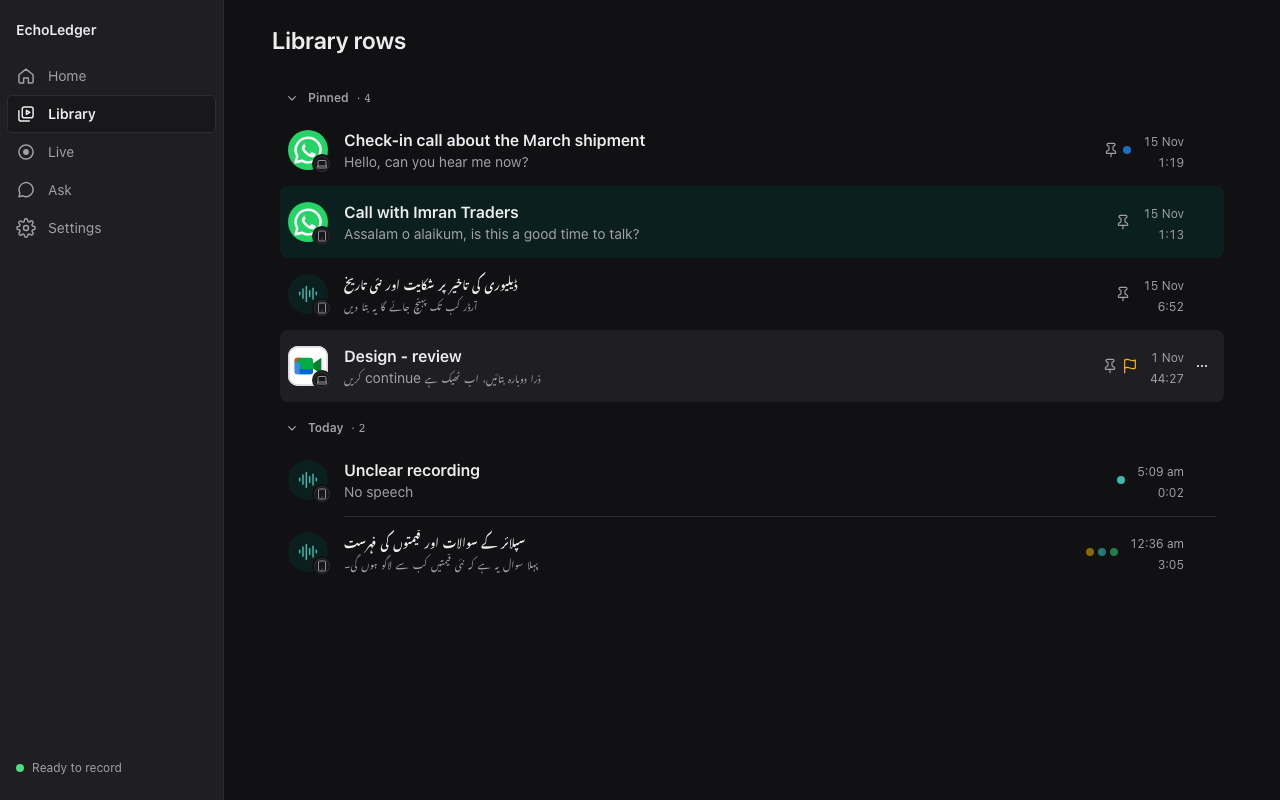 EchoLedger
Home
Library
Live
Ask
Settings
Ready to record
Library rows
Pinned · 4
Check-in call about the March shipment
15 Nov
Hello, can you hear me now?
1:19
Call with Imran Traders
15 Nov
Assalam o alaikum, is this a good time to talk?
1:13
ڈیلیوری کی تاخیر پر شکایت اور نئی تاریخ
15 Nov
آرڈر کب تک پہنچ جائے گا یہ بتا دیں
6:52
Design - review
1 Nov
ذرا دوبارہ بتائیں، اب ٹھیک ہے continue کریں
44:27
Today · 2
Unclear recording
5:09 am
No speech
0:02
سپلائر کے سوالات اور قیمتوں کی فہرست
12:36 am
پہلا سوال یہ ہے کہ نئی قیمتیں کب سے لاگو ہوں گی۔
3:05